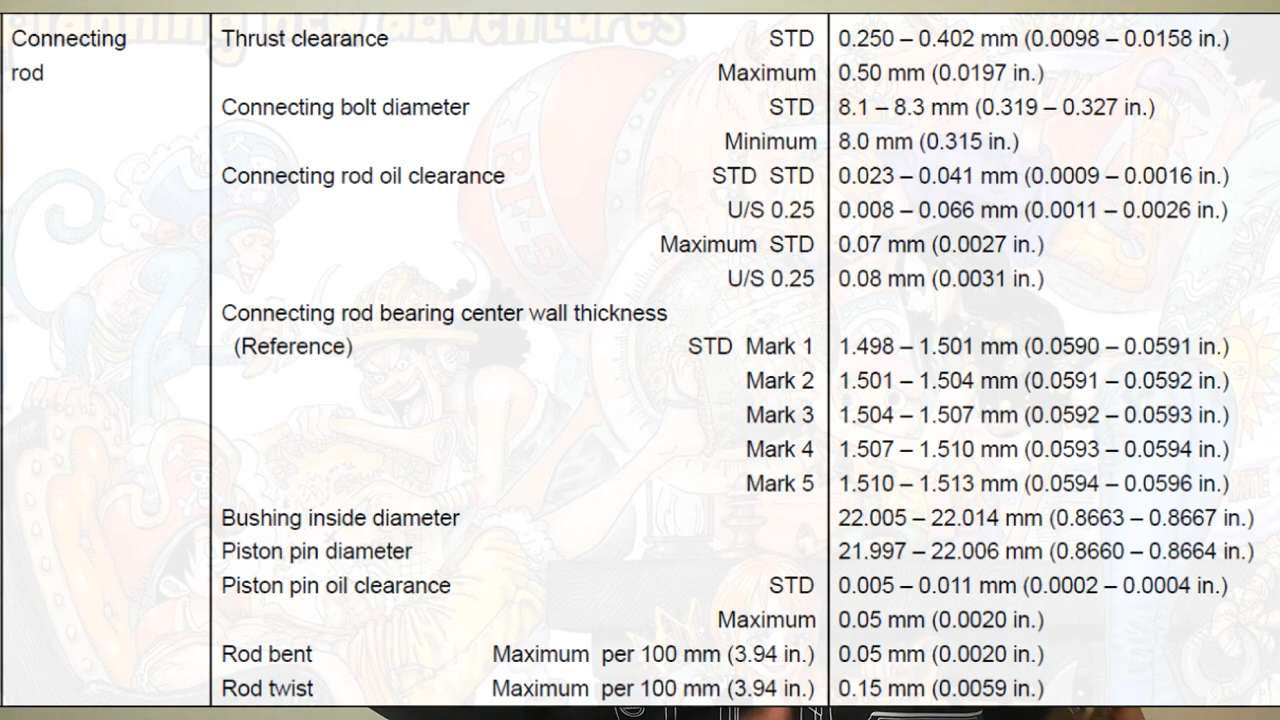 Planning new adventures
Connecting rod Thrust clearance STD 0.250 – 0.402 mm (0.0098 – 0.0158 in.)
Maximum 0.50 mm (0.0197 in.)
Connecting bolt diameter STD 8.1 – 8.3 mm (0.319 – 0.327 in.)
Minimum 8.0 mm (0.315 in.)
Connecting rod oil clearance STD STD 0.023 – 0.041 mm (0.0009 – 0.0016 in.)
U/S 0.25 0.008 – 0.066 mm (0.0011 – 0.0026 in.)
Maximum STD 0.07 mm (0.0027 in.)
U/S 0.25 0.08 mm (0.0031 in.)
Connecting rod bearing center wall thickness
(Reference) STD Mark 1 1.498 – 1.501 mm (0.0590 – 0.0591 in.)
Mark 2 1.501 – 1.504 mm (0.0591 – 0.0592 in.)
Mark 3 1.504 – 1.507 mm (0.0592 – 0.0593 in.)
Mark 4 1.507 – 1.510 mm (0.0593 – 0.0594 in.)
Mark 5 1.510 – 1.513 mm (0.0594 – 0.0596 in.)
Bushing inside diameter 22.005 – 22.014 mm (0.8663 – 0.8667 in.)
Piston pin diameter 21.997 – 22.006 mm (0.8660 – 0.8664 in.)
Piston pin oil clearance STD 0.005 – 0.011 mm (0.0002 – 0.0004 in.)
Maximum 0.05 mm (0.0020 in.)
Rod bent Maximum per 100 mm (3.94 in.) 0.05 mm (0.0020 in.)
Rod twist Maximum per 100 mm (3.94 in.) 0.15 mm (0.0059 in.)